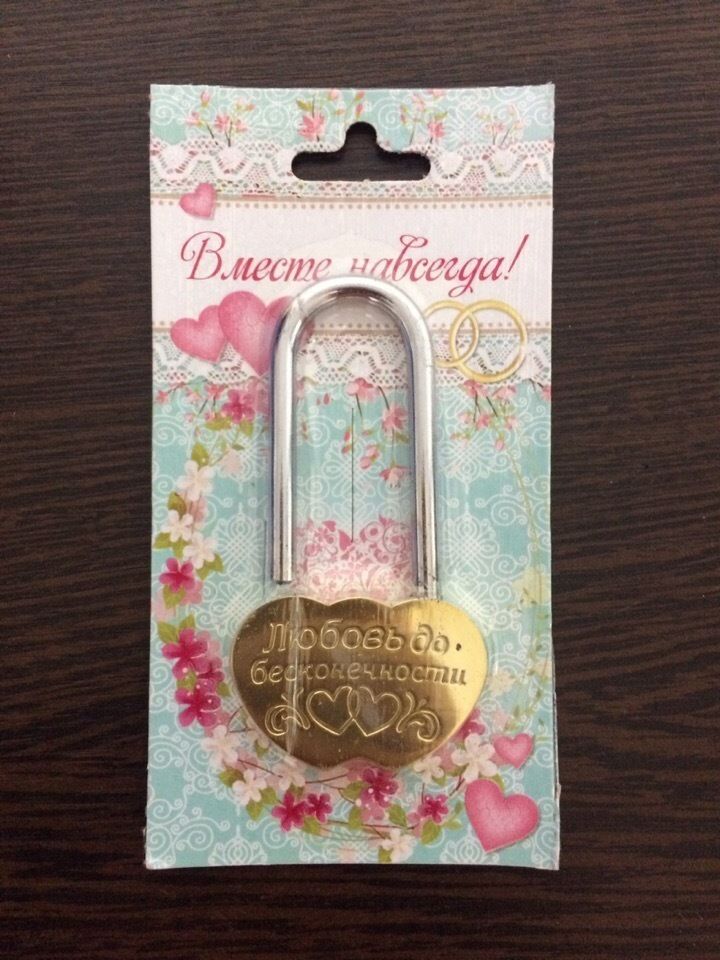 Вместе навсегда!
Любовь до
бесконечности